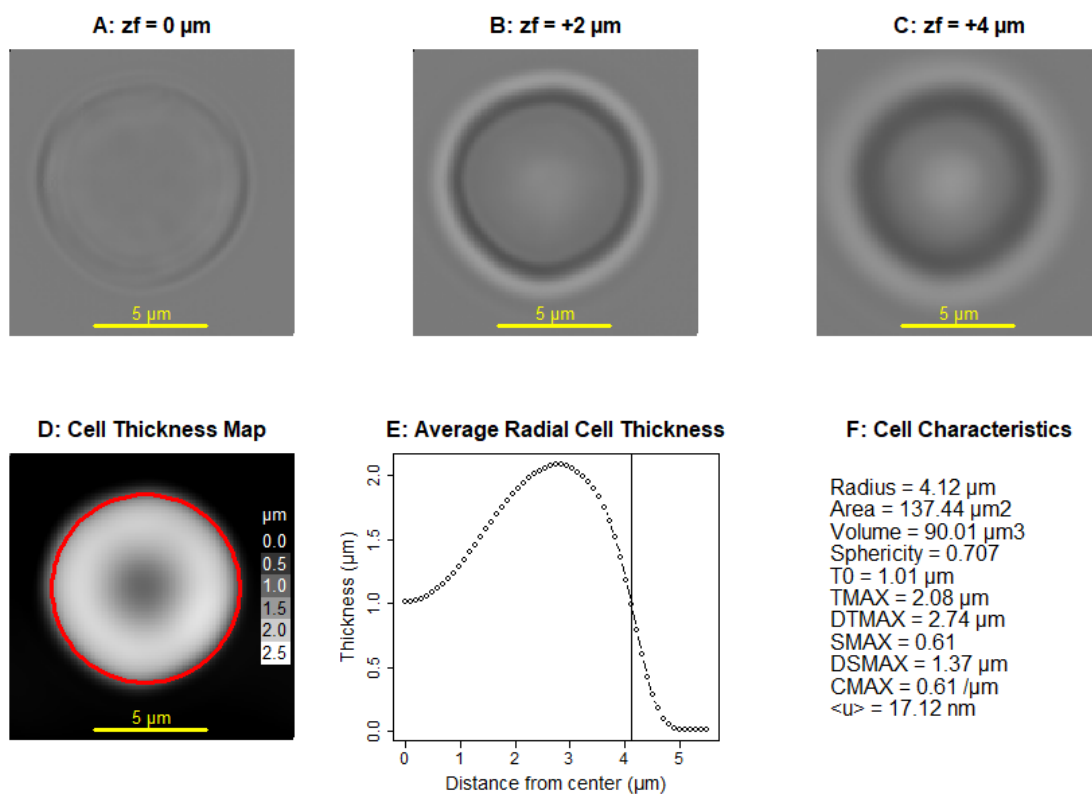 A: zf = 0 µm
B: zf = +2 µm
C: zf = +4 µm
5 µm
5 µm
5 µm
D: Cell Thickness Map
µm
0.0
0.5
1.0
1.5
2.0
2.5
5 µm
E: Average Radial Cell Thickness
Thickness (µm)
2.0
1.5
1.0
0.5
0.0
0 1 2 3 4 5
Distance from center (µm)
F: Cell Characteristics
Radius = 4.12 µm
Area = 137.44 µm2
Volume = 90.01 µm3
Sphericity = 0.707
T0 = 1.01 µm
TMAX = 2.08 µm
DTMAX = 2.74 µm
SMAX = 0.61
DSMAX = 1.37 µm
CMAX = 0.61 /µm
<u> = 17.12 nm